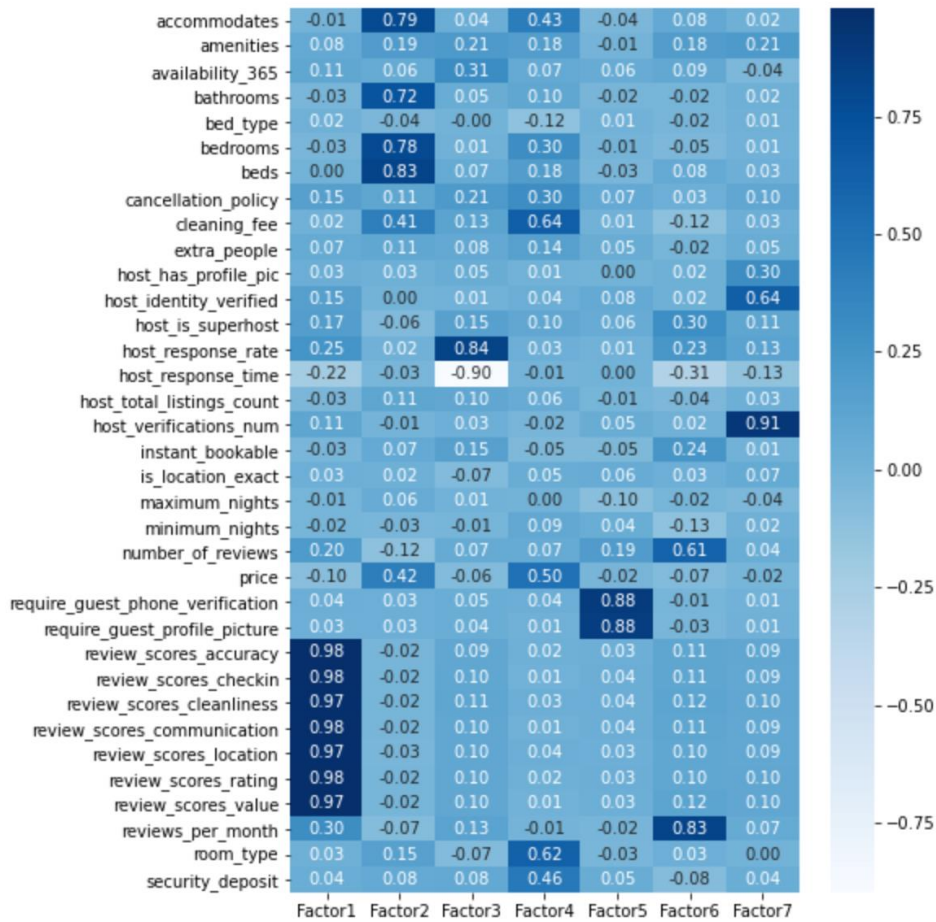 accommodates -0.01 0.79 0.04 0.43 -0.04 0.08 0.02
amenities 0.08 0.19 0.21 0.18 -0.01 0.18 0.21
availability_365 0.11 0.06 0.31 0.07 0.06 0.09 -0.04
bathrooms -0.03 0.72 0.05 0.10 -0.02 -0.02 0.02
bed_type 0.02 -0.04 -0.00 -0.12 0.01 -0.02 0.01
bedrooms -0.03 0.78 0.01 0.30 -0.01 -0.05 0.01
beds 0.00 0.83 0.07 0.18 -0.03 0.08 0.03
cancellation_policy 0.15 0.11 0.21 0.30 0.07 0.03 0.10
cleaning_fee 0.02 0.41 0.13 0.64 0.01 -0.12 0.03
extra_people 0.07 0.11 0.08 0.14 0.05 -0.02 0.05
host_has_profile_pic 0.03 0.03 0.05 0.01 0.00 0.02 0.30
host_identity_verified 0.15 0.00 0.01 0.04 0.08 0.02 0.64
host_is_superhost 0.17 -0.06 0.15 0.10 0.06 0.30 0.11
host_response_rate 0.25 0.02 0.84 0.03 0.01 0.23 0.13
host_response_time -0.22 -0.03 -0.90 -0.01 0.00 -0.31 -0.13
host_total_listings_count -0.03 0.11 0.10 0.06 -0.01 -0.04 0.03
host_verifications_num 0.11 -0.01 0.03 -0.02 0.05 0.02 0.91
instant_bookable -0.03 0.07 0.15 -0.05 -0.05 0.24 0.01
is_location_exact 0.03 0.02 -0.07 0.05 0.06 0.03 0.07
maximum_nights -0.01 0.06 0.01 0.00 -0.10 -0.02 -0.04
minimum_nights -0.02 -0.03 -0.01 0.09 0.04 -0.13 0.02
number_of_reviews 0.20 -0.12 0.07 0.07 0.19 0.61 0.04
price -0.10 0.42 -0.06 0.50 -0.02 -0.07 -0.02
require_guest_phone_verification 0.04 0.03 0.05 0.04 0.88 -0.01 0.01
require_guest_profile_picture 0.03 0.03 0.04 0.01 0.88 -0.03 0.01
review_scores_accuracy 0.98 -0.02 0.09 0.02 0.03 0.11 0.09
review_scores_checkin 0.98 -0.02 0.10 0.01 0.04 0.11 0.09
review_scores_cleanliness 0.97 -0.02 0.11 0.03 0.04 0.12 0.10
review_scores_communication 0.98 -0.02 0.10 0.01 0.04 0.11 0.09
review_scores_location 0.97 -0.03 0.10 0.04 0.03 0.10 0.09
review_scores_rating 0.98 -0.02 0.10 0.02 0.03 0.10 0.10
review_scores_value 0.97 -0.02 0.10 0.01 0.03 0.12 0.10
reviews_per_month 0.30 -0.07 0.13 -0.01 -0.02 0.83 0.07
room_type 0.03 0.15 -0.07 0.62 -0.03 0.03 0.00
security_deposit 0.04 0.08 0.08 0.46 0.05 -0.08 0.04
Factor1 Factor2 Factor3 Factor4 Factor5 Factor6 Factor7
0.75
0.50
0.25
0.00
−0.25
−0.50
−0.75